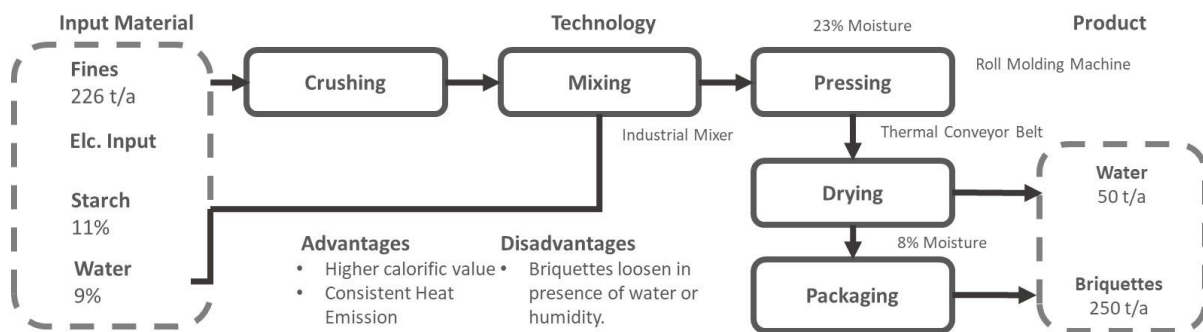 Input Material
Technology
23% Moisture
Product
Fines
226 t/a
Crushing
Mixing
Pressing
Roll Molding Machine
Elc. Input
Industrial Mixer
Thermal Conveyor Belt
Starch
11%
Drying
Water
50 t/a
Water
9%
Advantages
• Higher calorific value
• Consistent Heat
Emission
Disadvantages
• Briquettes loosen in
presence of water or
humidity.
8% Moisture
Packaging
Briquettes
250 t/a